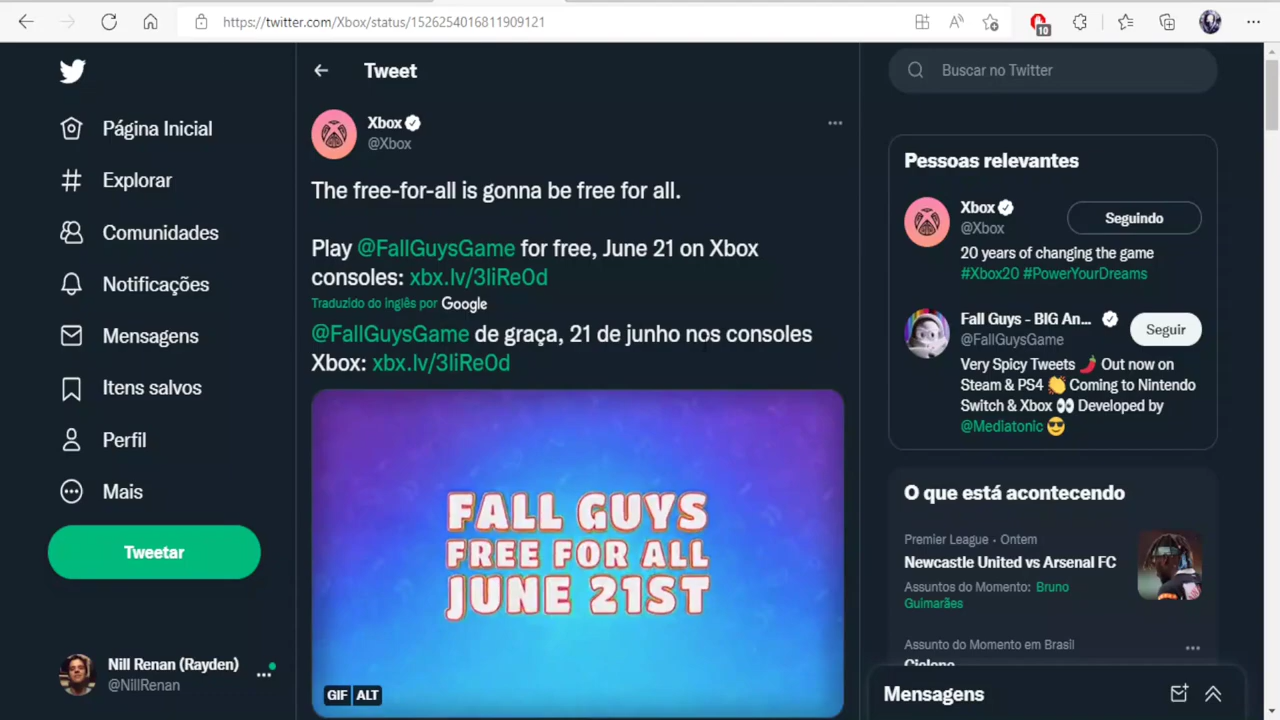 https://twitter.com/Xbox/status/1526254016811909121
10
Tweet
Buscar no Twitter
Página Inicial
Explorar
Comunidades
Notificações
Mensagens
Itens salvos
Perfil
Mais
Tweetar
Nill Renan (Rayden)
@NillRenan
Xbox
@Xbox
The free-for-all is gonna be free for all.
Play @FallGuysGame for free, June 21 on Xbox
consoles: xbx.lv/3liRe0d
Traduzido do inglês por Google
@FallGuysGame de graça, 21 de junho nos consoles
Xbox: xbx.lv/3liRe0d
FALL GUYS
FREE FOR ALL
JUNE 21ST
GIF ALT
Pessoas relevantes
Xbox
@Xbox
Seguindo
20 years of changing the game
#Xbox20 #PowerYourDreams
Fall Guys - BIG An...
@FallGuysGame
Seguir
Very Spicy Tweets 🌶️ Out now on
Steam & PS4 👏 Coming to Nintendo
Switch & Xbox 👀 Developed by
@Mediatonic 😎
O que está acontecendo
Premier League · Ontem
Newcastle United vs Arsenal FC
Assuntos do Momento: Bruno
Guimarães
Assunto do Momento em Brasil
Ciclone
Mensagens